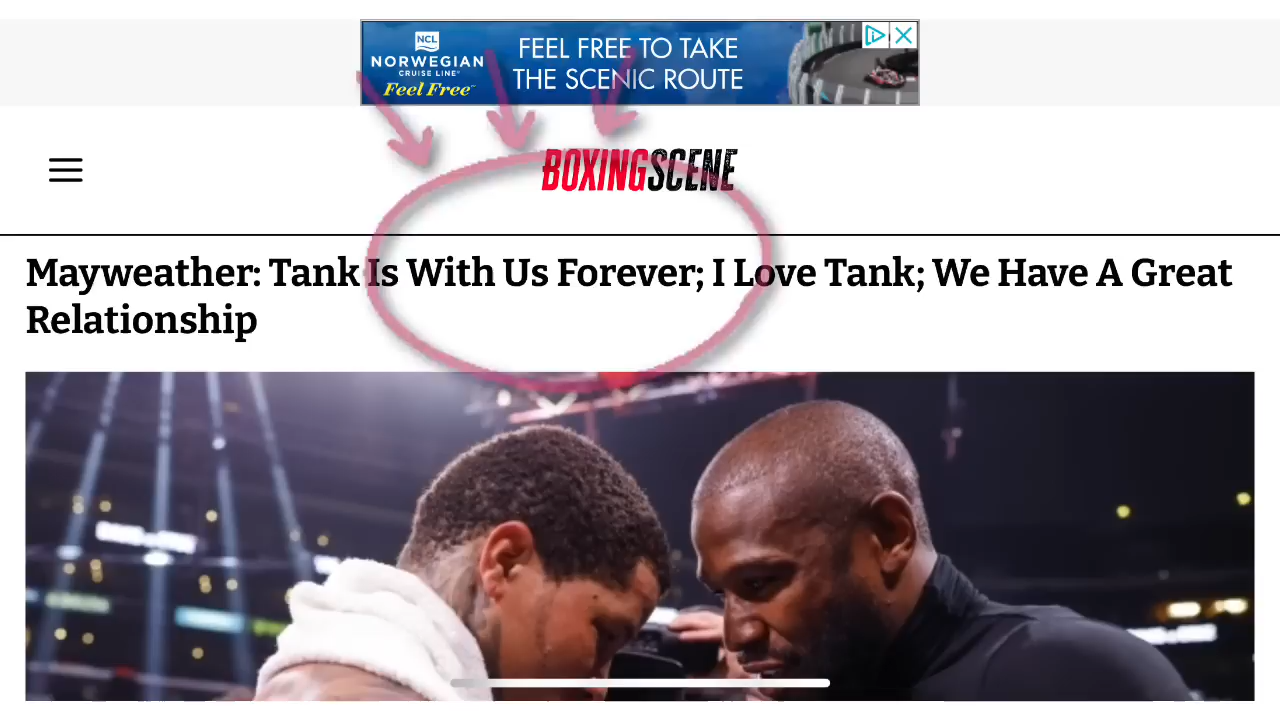 NCL
NORWEGIAN
CRUISE LINE®
Feel Free™
FEEL FREE TO TAKE
THE SCENIC ROUTE
BOXINGSCENE
Mayweather: Tank Is With Us Forever; I Love Tank; We Have A Great
Relationship